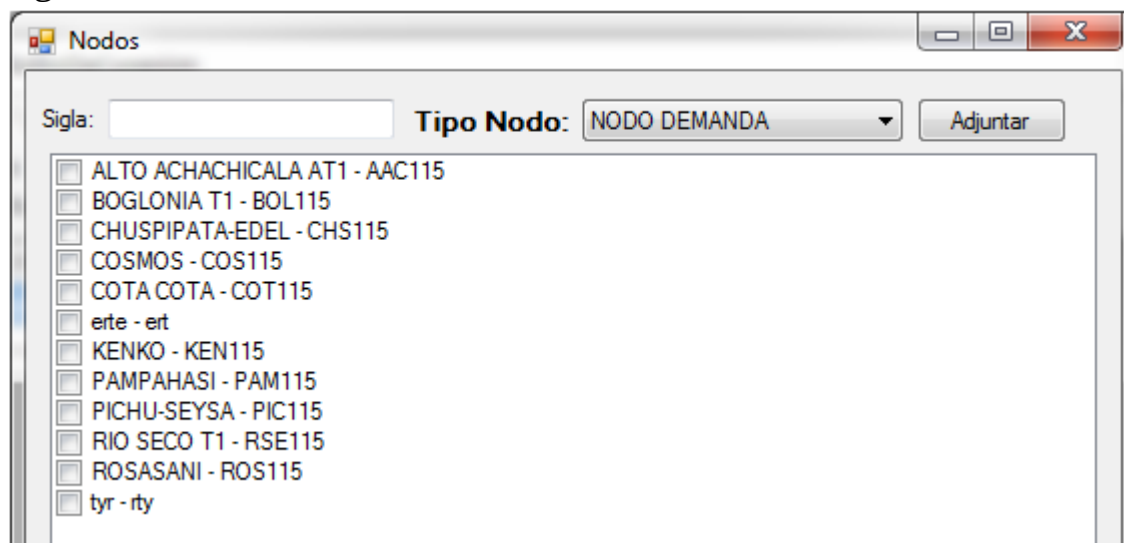 Nodos
Sigla: Tipo Nodo: NODO DEMANDA Adjuntar
ALTO ACHACHICALA AT1 - AAC115
BOGLONIA T1 - BOL115
CHUSPIPATA-EDEL - CHS115
COSMOS - COS115
COTA COTA - COT115
erte - ert
KENKO - KEN115
PAMPAHASI - PAM115
PICHU-SEYSA - PIC115
RIO SECO T1 - RSE115
ROSASANI - ROS115
tyr - rty